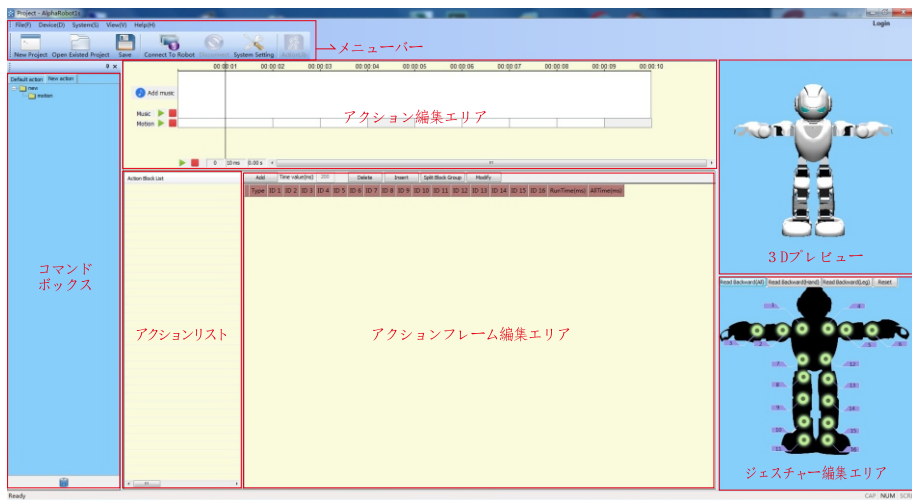 Project - AlphaRobot1s
File(F) Device(D) System(S) View(V) Help(H)
Login
New Project Open Existed Project Save Connect To Robot System Setting
メニューバー
Default action New action
new
motion
00:00:01 00:00:02 00:00:03 00:00:04 00:00:05 00:00:06 00:00:07 00:00:08 00:00:09 00:00:10
Add music
Music
Motion
アクション編集エリア
0 10 ms 0.00 s
Action Block List
Add Time value(ms) 200 Delete Insert Split Block Group Modify
Type ID 1 ID 2 ID 3 ID 4 ID 5 ID 6 ID 7 ID 8 ID 9 ID 10 ID 11 ID 12 ID 13 ID 14 ID 15 ID 16 RunTime(ms) AllTime(ms)
コマンド
ボックス
アクションリスト
アクションフレーム編集エリア
3Dプレビュー
Read Backward(All) Read Backward(Hand) Read Backward(Leg) Reset
ジェスチャー編集エリア
Ready
CAP NUM SCRL